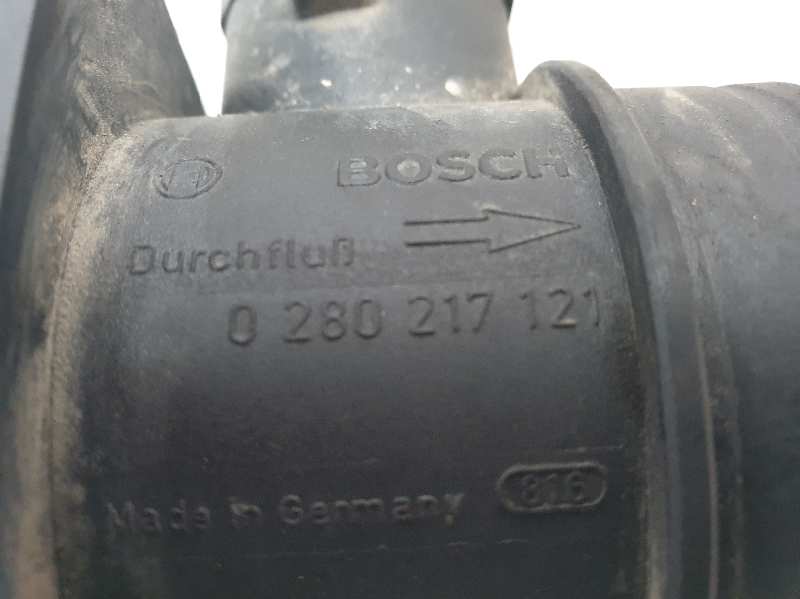 BOSCH
Durchfluß
0 280 217 121
Made in Germany 816